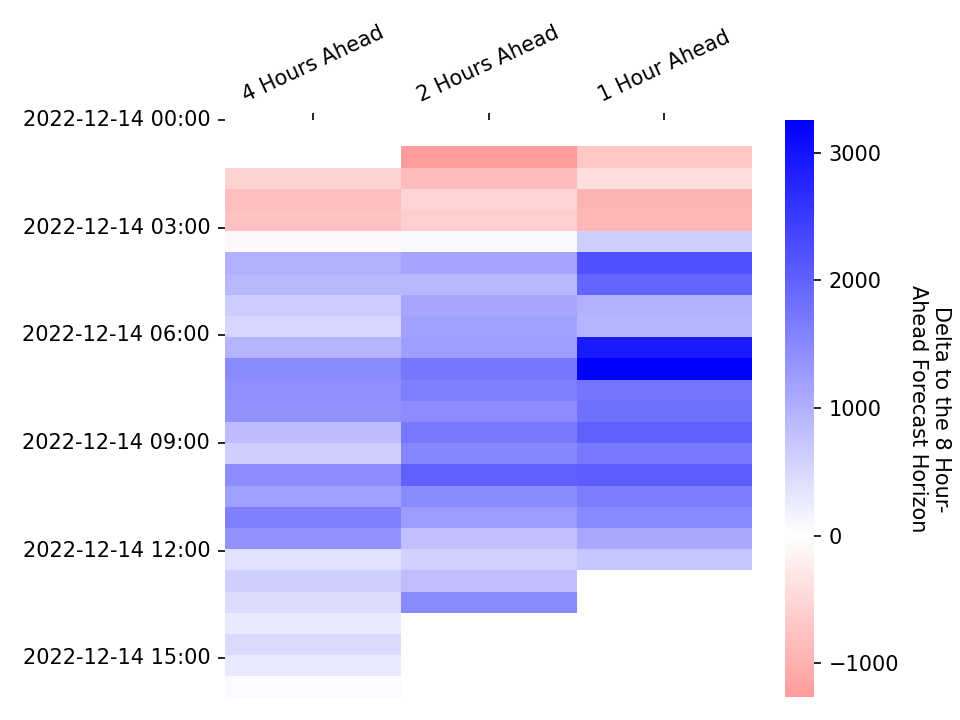 4 Hours Ahead
2 Hours Ahead
1 Hour Ahead
2022-12-14 00:00
2022-12-14 03:00
2022-12-14 06:00
2022-12-14 09:00
2022-12-14 12:00
2022-12-14 15:00
3000
2000
1000
0
−1000
Delta to the 8 Hour-
Ahead Forecast Horizon